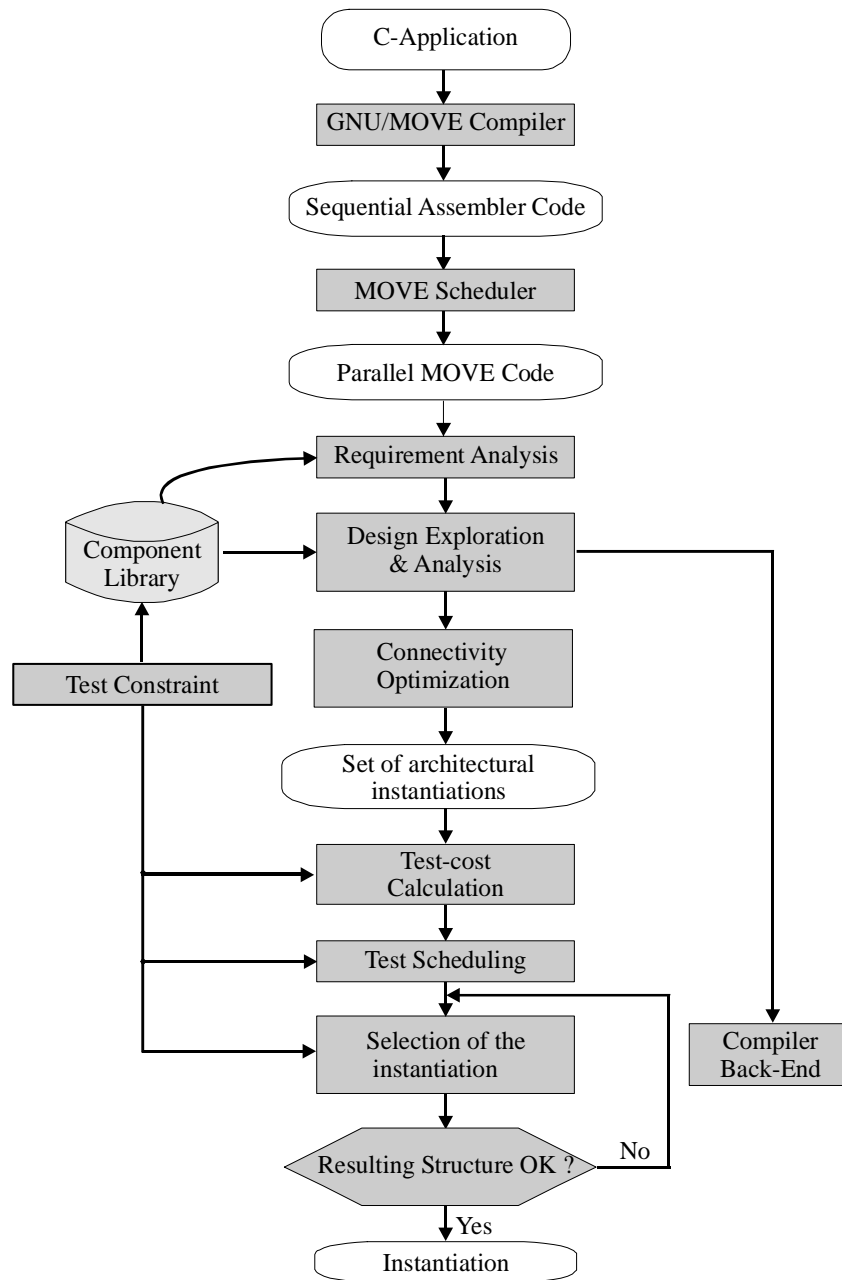 C-Application
GNU/MOVE Compiler
Sequential Assembler Code
MOVE Scheduler
Parallel MOVE Code
Requirement Analysis
Component
Library
Design Exploration
& Analysis
Connectivity
Optimization
Test Constraint
Set of architectural
instantiations
Test-cost
Calculation
Test Scheduling
Selection of the
instantiation
Compiler
Back-End
Resulting Structure OK ?
No
Yes
Instantiation